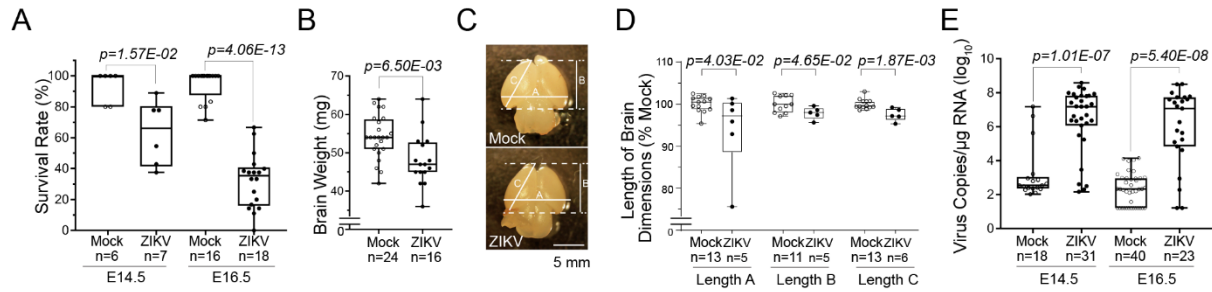 A
Survival Rate (%)
p=1.57E-02
p=4.06E-13
100
80
60
40
20
0
Mock
n=6
ZIKV
n=7
Mock
n=16
ZIKV
n=18
E14.5
E16.5
B
Brain Weight (mg)
p=6.50E-03
70
60
50
40
0
Mock
n=24
ZIKV
n=16
C
C
A
B
Mock
C
A
B
ZIKV
5 mm
D
Length of Brain
Dimensions (% Mock)
p=4.03E-02
p=4.65E-02
p=1.87E-03
100
90
80
0
Mock
n=13
ZIKV
n=5
Mock
n=11
ZIKV
n=5
Mock
n=13
ZIKV
n=6
Length A
Length B
Length C
E
Virus Copies/µg RNA (log10)
p=1.01E-07
p=5.40E-08
10
8
6
4
2
0
Mock
n=18
ZIKV
n=31
Mock
n=40
ZIKV
n=23
E14.5
E16.5